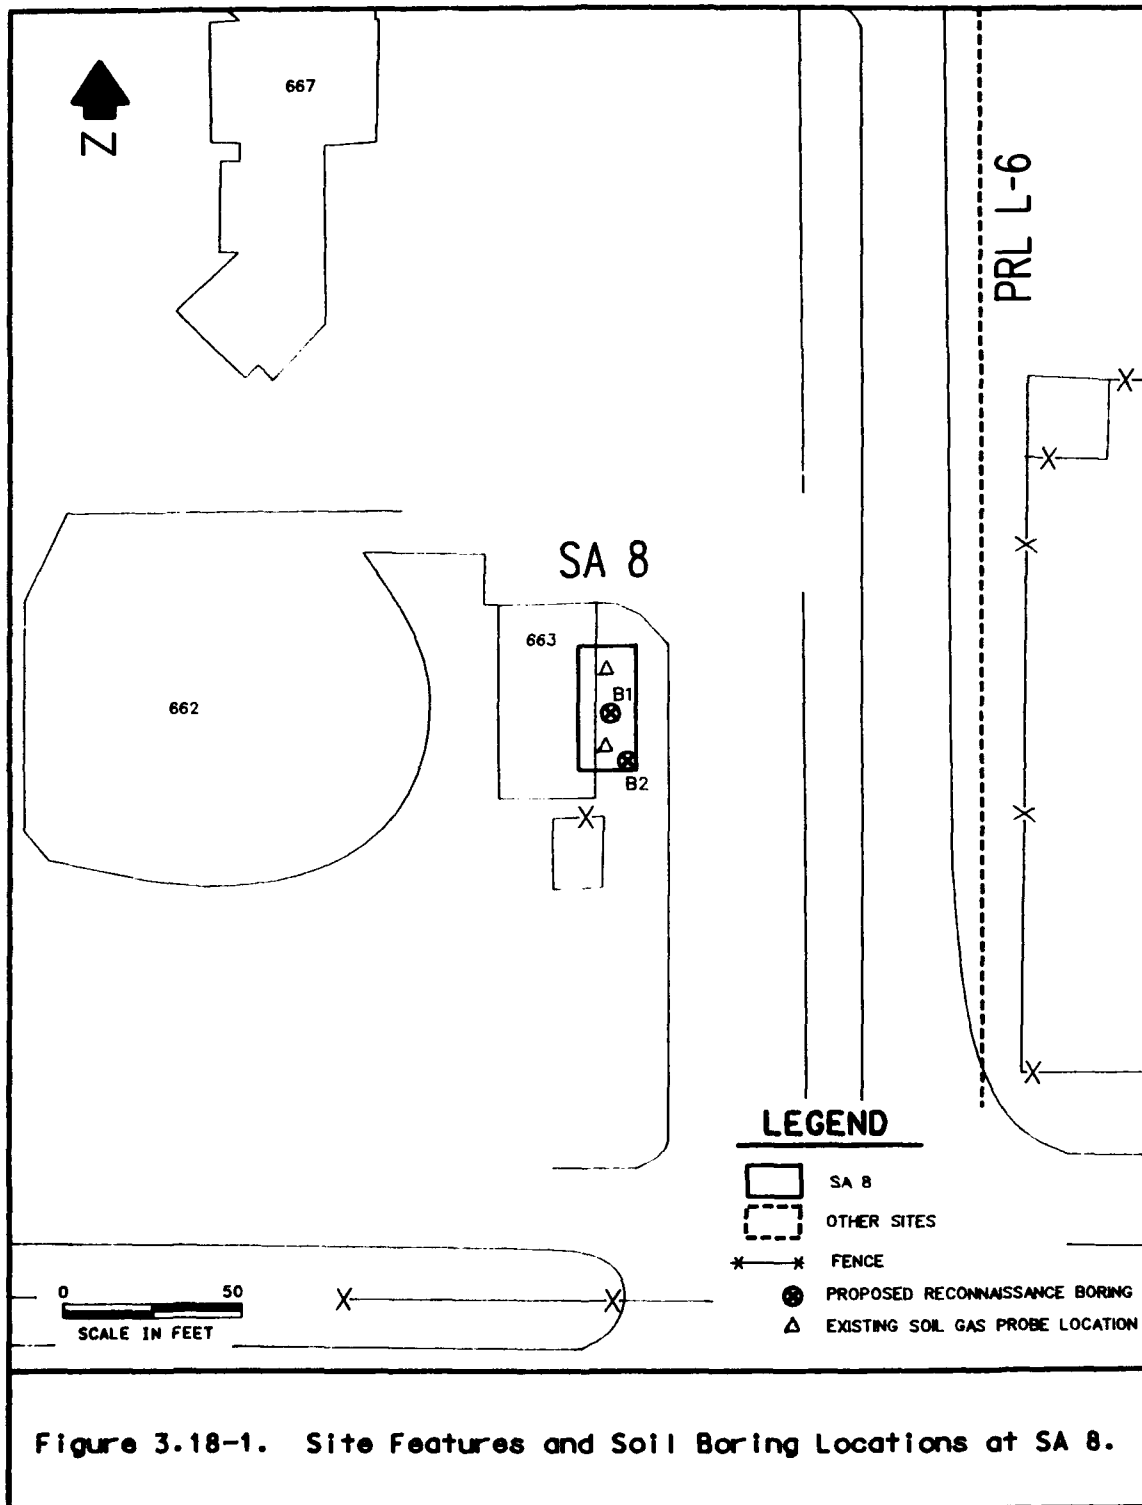 667
N
PRL L-6
SA 8
663
B1
662
B2
LEGEND
SA 8
OTHER SITES
FENCE
PROPOSED RECONNAISSANCE BORING
EXISTING SOIL GAS PROBE LOCATION
0 50
SCALE IN FEET
Figure 3.18-1. Site Features and Soil Boring Locations at SA 8.